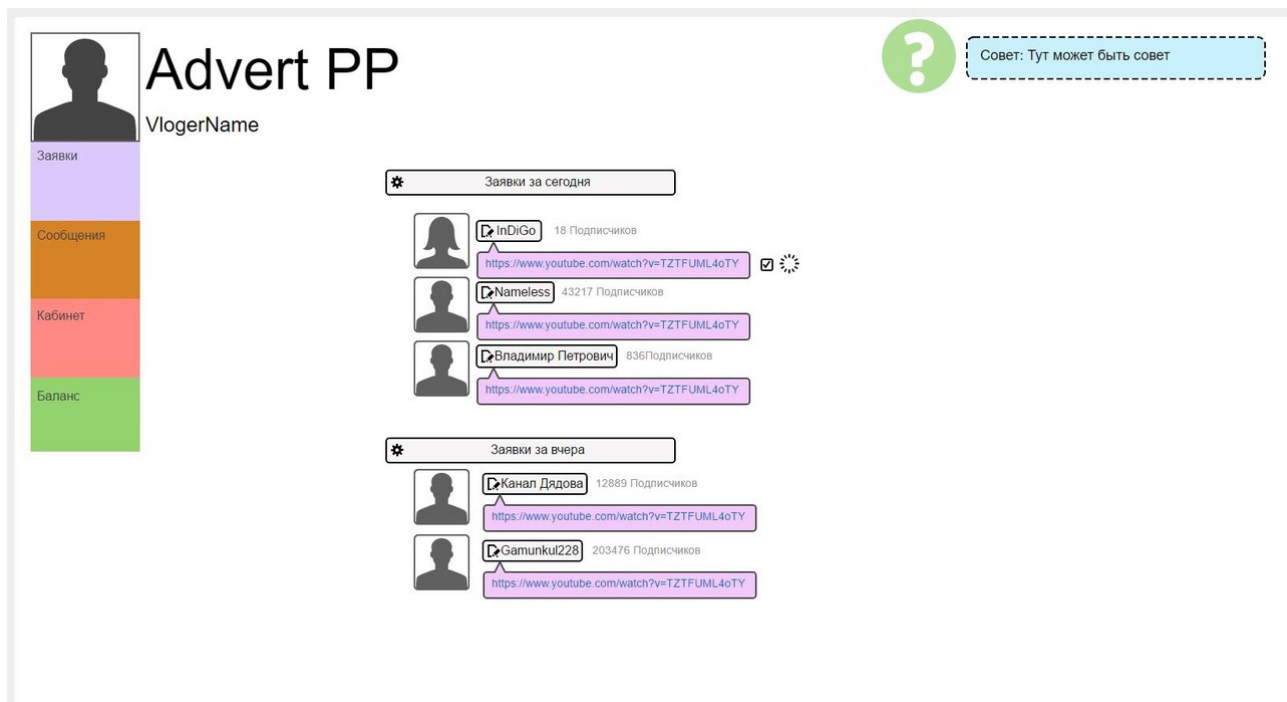 Advert PP
VlogerName
Совет: Тут может быть совет
Заявки
Сообщения
Кабинет
Баланс
Заявки за сегодня
InDiGo 18 Подписчиков
https://www.youtube.com/watch?v=TZTFUML4oTY
Nameless 43217 Подписчиков
https://www.youtube.com/watch?v=TZTFUML4oTY
Владимир Петрович 836Подписчиков
https://www.youtube.com/watch?v=TZTFUML4oTY
Заявки за вчера
Канал Дядова 12889 Подписчиков
https://www.youtube.com/watch?v=TZTFUML4oTY
Gamunkul228 203476 Подписчиков
https://www.youtube.com/watch?v=TZTFUML4oTY